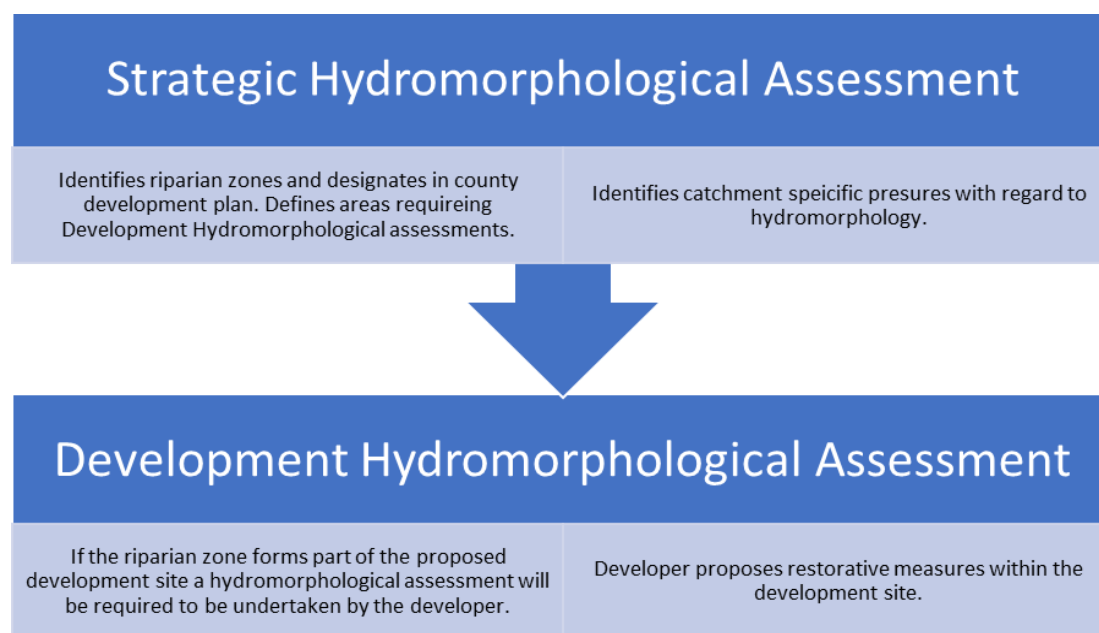 Strategic Hydromorphological Assessment
Identifies riparian zones and designates in county
development plan. Defines areas requireing
Development Hydromorphological assessments.
Identifies catchment speicific presures with regard to
hydromorphology.
Development Hydromorphological Assessment
If the riparian zone forms part of the proposed
development site a hydromorphological assessment will
be required to be undertaken by the developer.
Developer proposes restorative measures within the
development site.